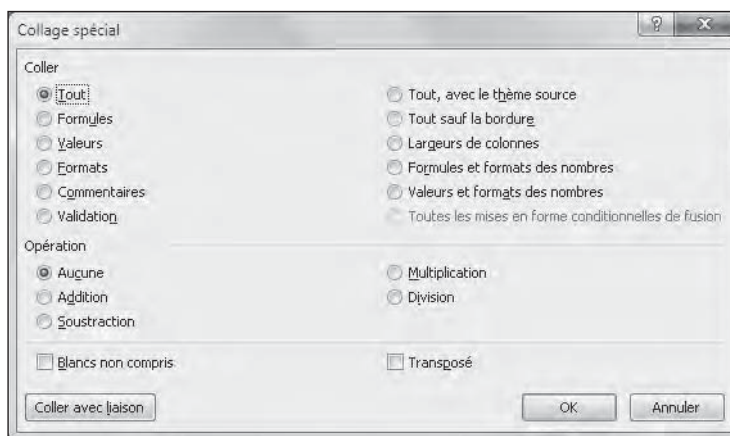 Collage spécial
Coller
Tout
Formules
Valeurs
Formats
Commentaires
Validation
Tout, avec le thème source
Tout sauf la bordure
Largeurs de colonnes
Formules et formats des nombres
Valeurs et formats des nombres
Toutes les mises en forme conditionnelles de fusion
Opération
Aucune
Addition
Soustraction
Multiplication
Division
Blancs non compris
Transposé
Coller avec liaison
OK
Annuler